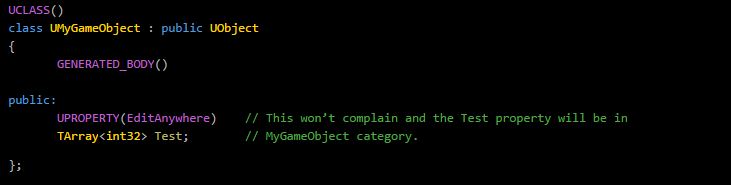 UCLASS()
class UMyGameObject : public UObject
{
GENERATED_BODY()
public:
UPROPERTY(EditAnywhere) // This won’t complain and the Test property will be in
TArray<int32> Test; // MyGameObject category.
};